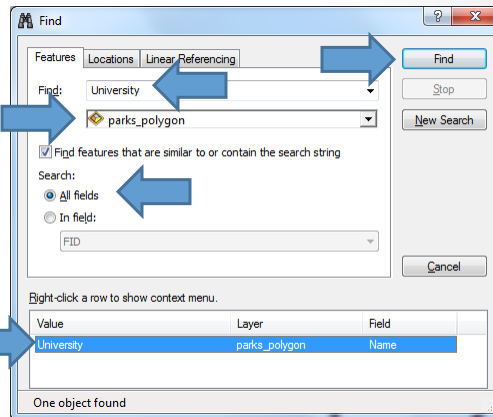 Find
Features Locations Linear Referencing
Find: University
Find
parks_polygon
Stop
New Search
Find features that are similar to or contain the search string
Search:
All fields
In field:
FID
Cancel
Right-click a row to show context menu.
Value Layer Field
University parks_polygon Name
One object found